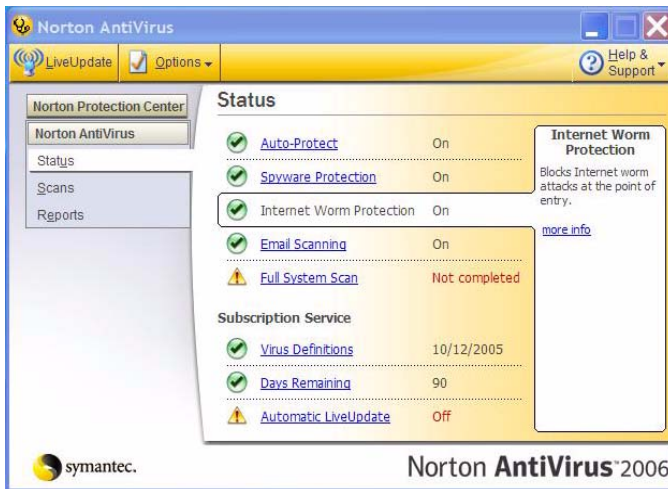 Norton AntiVirus
LiveUpdate Options Help & Support
Norton Protection Center
Norton AntiVirus
Status
Scans
Reports
Status
Auto-Protect On
Spyware Protection On
Internet Worm Protection On
Email Scanning On
Full System Scan Not completed
Subscription Service
Virus Definitions 10/12/2005
Days Remaining 90
Automatic LiveUpdate Off
Internet Worm
Protection
Blocks Internet worm
attacks at the point of
entry.
more info
symantec.
Norton AntiVirus 2006